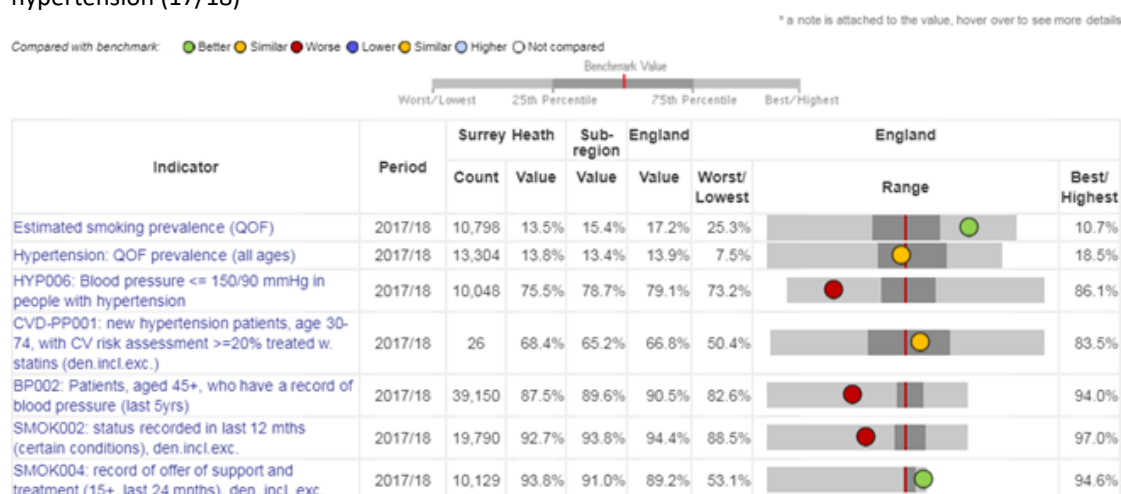 hypertension (17/18)
* a note is attached to the value, hover over to see more details
Compared with benchmark: Better Similar Worse Lower Similar Higher Not compared
Benchmark Value
Worst/Lowest 25th Percentile 75th Percentile Best/Highest
Indicator Period Surrey Heath Sub-region England England
Count Value Value Value Worst/Lowest Range Best/Highest
Estimated smoking prevalence (QOF) 2017/18 10,798 13.5% 15.4% 17.2% 25.3% 10.7%
Hypertension: QOF prevalence (all ages) 2017/18 13,304 13.8% 13.4% 13.9% 7.5% 18.5%
HYP006: Blood pressure <= 150/90 mmHg in
people with hypertension 2017/18 10,048 75.5% 78.7% 79.1% 73.2% 86.1%
CVD-PP001: new hypertension patients, age 30-
74, with CV risk assessment >=20% treated w.
statins (den.incl.exc.) 2017/18 26 68.4% 65.2% 66.8% 50.4% 83.5%
BP002: Patients, aged 45+, who have a record of
blood pressure (last 5yrs) 2017/18 39,150 87.5% 89.6% 90.5% 82.6% 94.0%
SMOK002: status recorded in last 12 mths
(certain conditions), den.incl.exc. 2017/18 19,790 92.7% 93.8% 94.4% 88.5% 97.0%
SMOK004: record of offer of support and
treatment (15+, last 24 mnths), den. incl. exc. 2017/18 10,129 93.8% 91.0% 89.2% 53.1% 94.6%